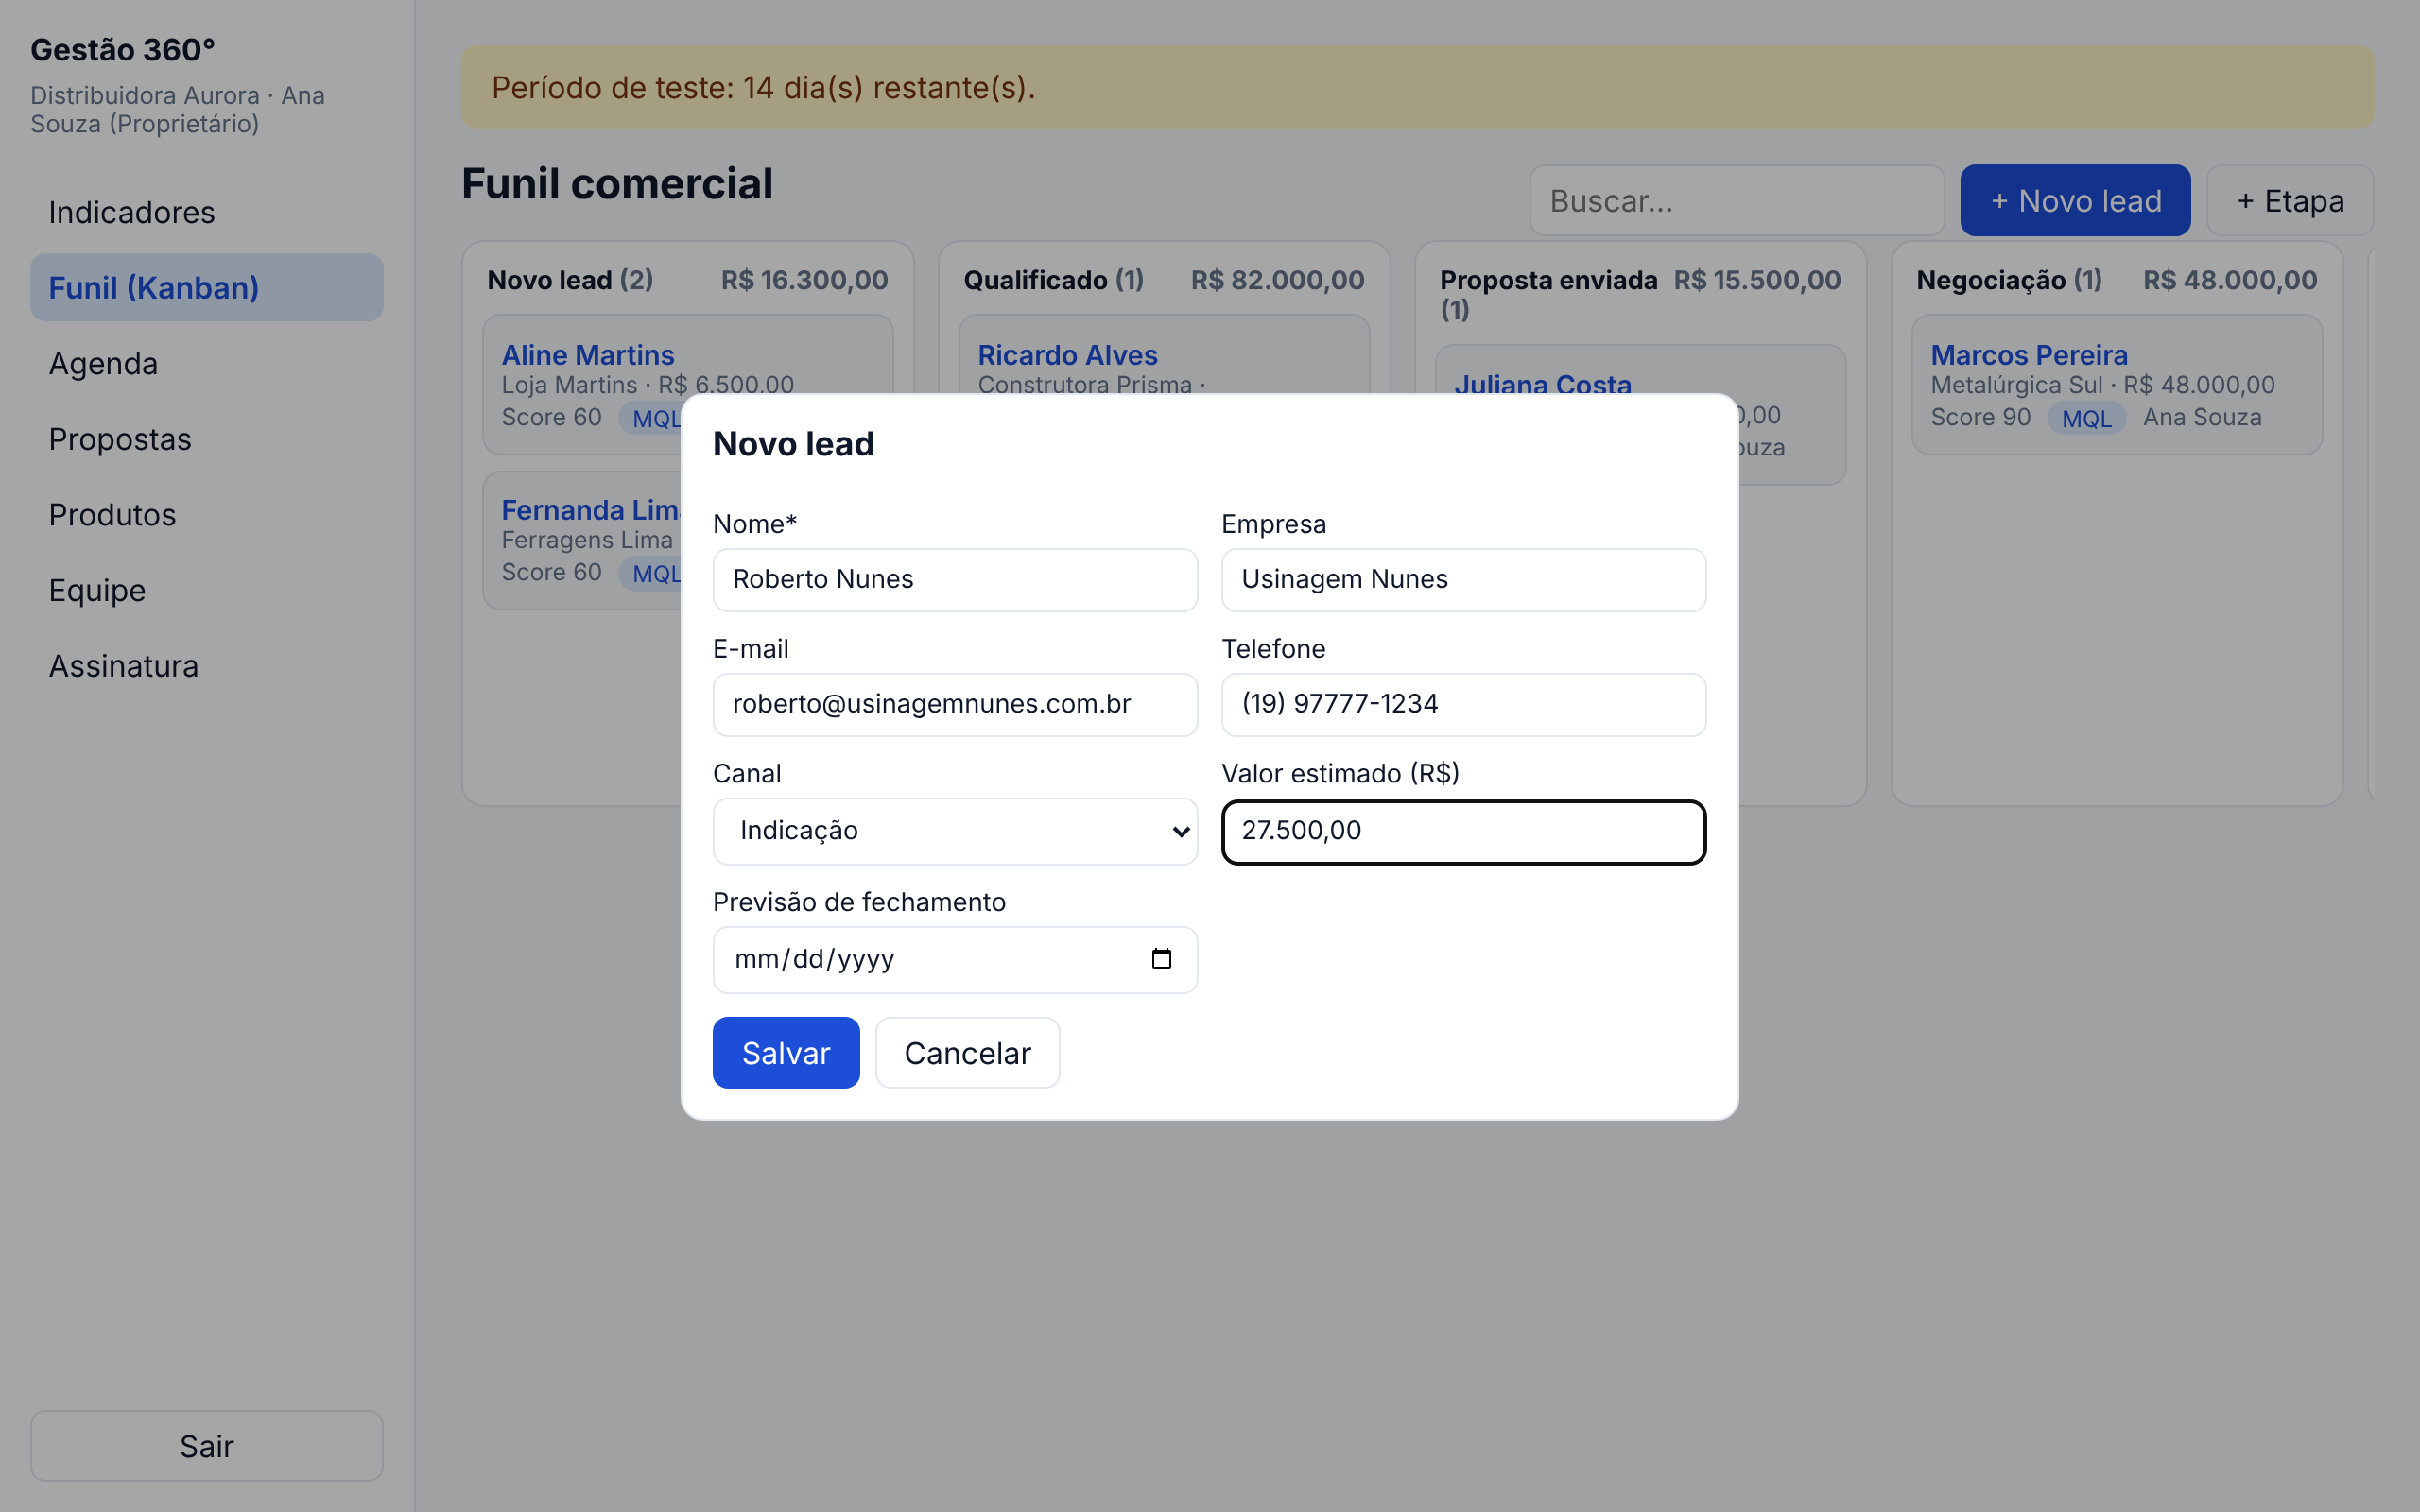 Gestão 360°
Distribuidora Aurora · Ana
Souza (Proprietário)
Indicadores
Funil (Kanban)
Agenda
Propostas
Produtos
Equipe
Assinatura
Sair
Período de teste: 14 dia(s) restante(s).
Funil comercial
Buscar...
+ Novo lead
+ Etapa
Novo lead (2) R$ 16.300,00
Aline Martins
Loja Martins · R$ 6.500,00
Score 60 MQL
Fernanda Lima
Ferragens Lima
Score 60 MQL
Qualificado (1) R$ 82.000,00
Ricardo Alves
Construtora Prisma ·
Proposta enviada R$ 15.500,00
(1)
Juliana Costa
Negociação (1) R$ 48.000,00
Marcos Pereira
Metalúrgica Sul · R$ 48.000,00
Score 90 MQL Ana Souza
Novo lead
Nome* Empresa
Roberto Nunes Usinagem Nunes
E-mail Telefone
roberto@usinagemnunes.com.br (19) 97777-1234
Canal Valor estimado (R$)
Indicação 27.500,00
Previsão de fechamento
mm/dd/yyyy
Salvar Cancelar